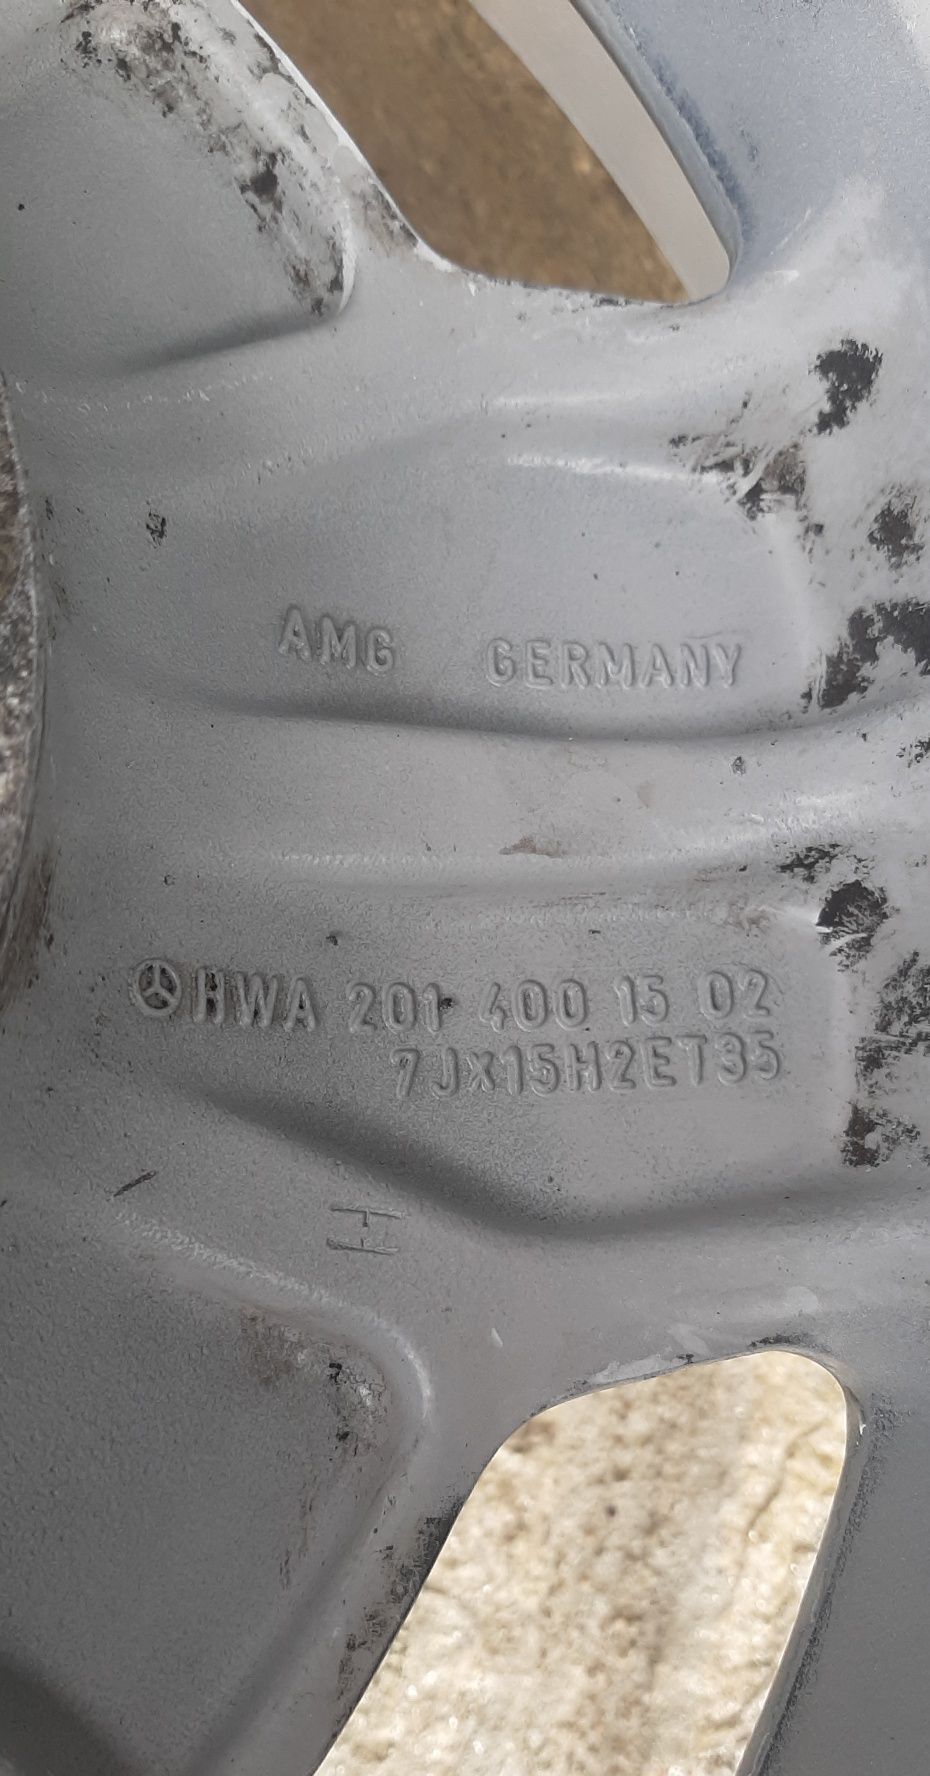 AMG GERMANY
HWA 201 400 15 02
7Jx15H2ET35
H